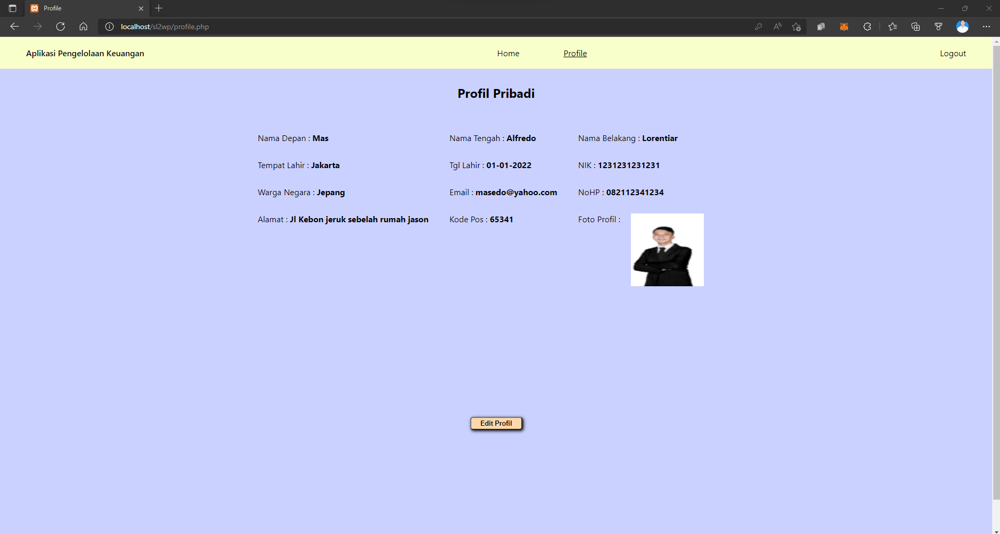 Profile
localhost/sl2wp/profile.php
Aplikasi Pengelolaan Keuangan Home Profile Logout
Profil Pribadi
Nama Depan : Mas Nama Tengah : Alfredo Nama Belakang : Lorentiar
Tempat Lahir : Jakarta Tgl Lahir : 01-01-2022 NIK : 1231231231231
Warga Negara : Jepang Email : masedo@yahoo.com NoHP : 082112341234
Alamat : Jl Kebon jeruk sebelah rumah jason Kode Pos : 65341 Foto Profil :
Edit Profil